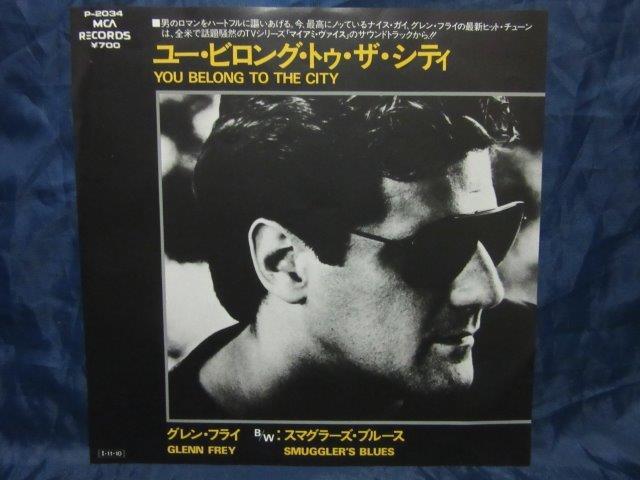 P-2034
MCA
RECORDS
¥700
■男のロマンをハートフルに謳いあげる。今、最高にノッているナイス・ガイ、グレン・フライの最新ヒット・チューン
は、全米で話題騒然のTVシリーズ「マイアミ・ヴァイス」のサウンドトラックから!!
ユー・ビロング・トゥ・ザ・シティ
YOU BELONG TO THE CITY
グレン・フライ B/W:スマグラーズ・ブルース
GLENN FREY SMUGGLER'S BLUES
[I-11-10]